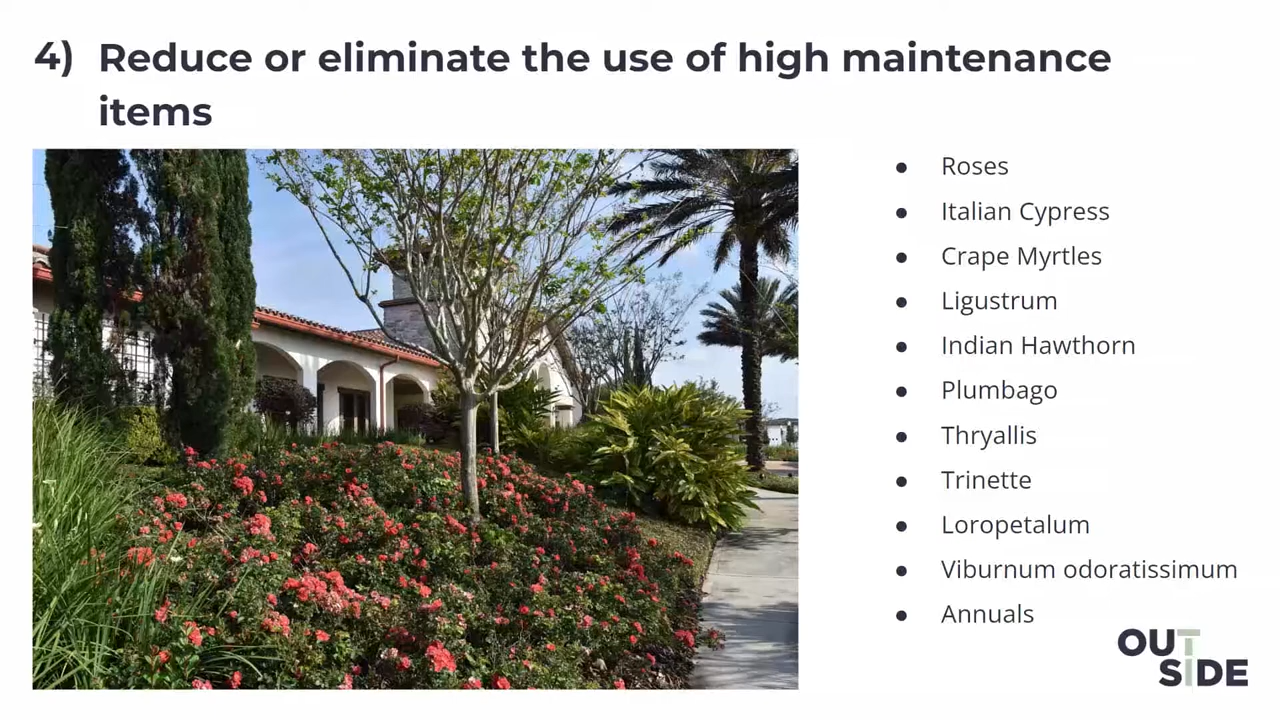 4) Reduce or eliminate the use of high maintenance
items
● Roses
● Italian Cypress
● Crape Myrtles
● Ligustrum
● Indian Hawthorn
● Plumbago
● Thryallis
● Trinette
● Loropetalum
● Viburnum odoratissimum
● Annuals
OUT
SIDE